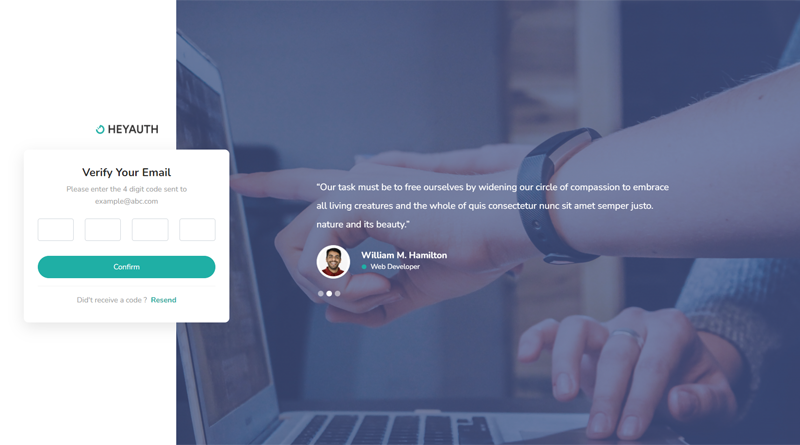 HEYAUTH
Verify Your Email
Please enter the 4 digit code sent to
example@abc.com
Confirm
Did't receive a code ? Resend
“Our task must be to free ourselves by widening our circle of compassion to embrace
all living creatures and the whole of quis consectetur nunc sit amet semper justo.
nature and its beauty.”
William M. Hamilton
Web Developer